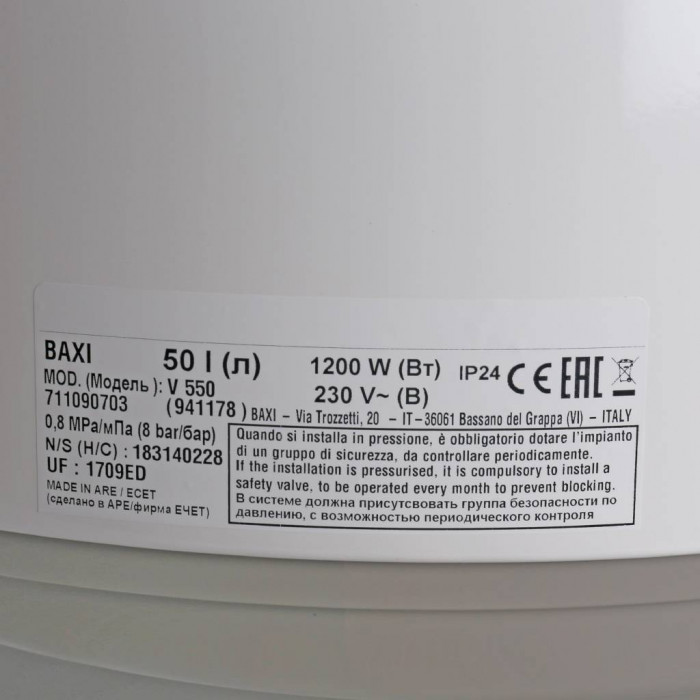 BAXI 50 l (л) 1200 W (Вт) IP24 CE EAC
MOD. (Модель ): V 550 230 V~ (В)
711090703 ( 941178 ) BAXI – Via Trozzetti, 20 – IT–36061 Bassano del Grappa (VI) – ITALY
0,8 MPa/мПа (8 bar/бар)
N/S (Н/С) : 183140228
UF : 1709ED
MADE IN ARE / ECET
(сделано в APE/фирма ЕЧЕТ)
Quando si installa in pressione, è obbligatorio dotare l'impianto
di un gruppo di sicurezza, da controllare periodicamente.
If the installation is pressurised, it is compulsory to install a
safety valve, to be operated every month to prevent blocking.
В системе должна присутсвовать группа безопасности по
давлению, с возможностью периодического контроля